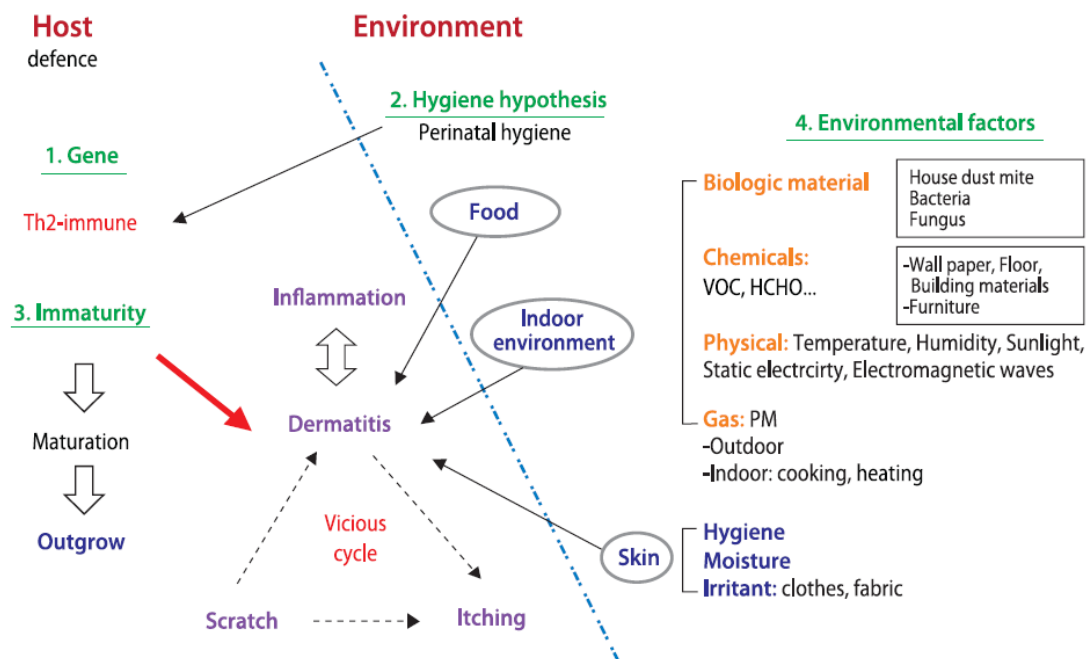 Host
defence
Environment
2. Hygiene hypothesis
Perinatal hygiene
4. Environmental factors
1. Gene
Th2-immune
3. Immaturity
Maturation
Outgrow
Inflammation
Dermatitis
Vicious
cycle
Scratch
Itching
Food
Indoor
environment
Skin
Biologic material
House dust mite
Bacteria
Fungus
Chemicals:
VOC, HCHO...
-Wall paper, Floor,
Building materials
-Furniture
Physical: Temperature, Humidity, Sunlight,
Static electrcirty, Electromagnetic waves
Gas: PM
-Outdoor
-Indoor: cooking, heating
Hygiene
Moisture
Irritant: clothes, fabric